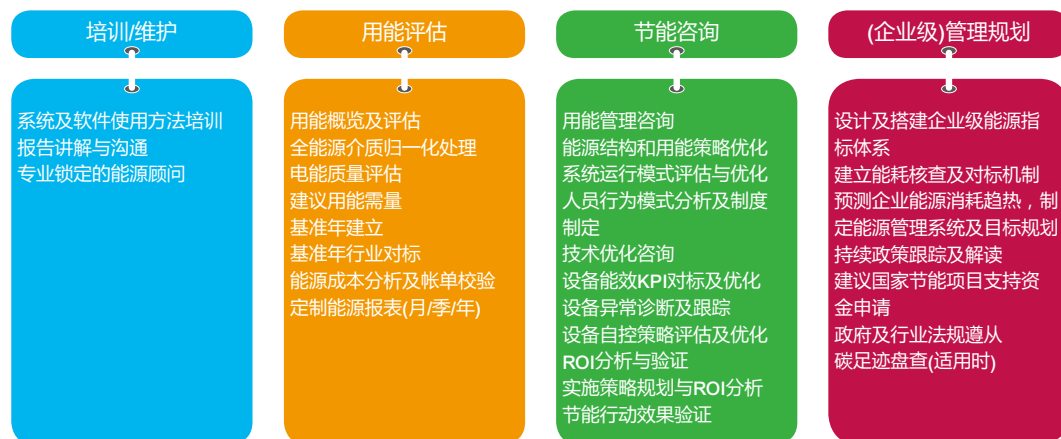 培训/维护
系统及软件使用方法培训
报告讲解与沟通
专业锁定的能源顾问
用能评估
用能概览及评估
全能源介质归一化处理
电能质量评估
建议用能需量
基准年建立
基准年行业对标
能源成本分析及帐单校验
定制能源报表(月/季/年)
节能咨询
用能管理咨询
能源结构和用能策略优化
系统运行模式评估与优化
人员行为模式分析及制度
制定
技术优化咨询
设备能效KPI对标及优化
设备异常诊断及跟踪
设备自控策略评估及优化
ROI分析与验证
实施策略规划与ROI分析
节能行动效果验证
(企业级)管理规划
设计及搭建企业级能源指
标体系
建立能耗核查及对标机制
预测企业能源消耗趋热，制
定能源管理系统及目标规划
持续政策跟踪及解读
建议国家节能项目支持资
金申请
政府及行业法规遵从
碳足迹盘查(适用时)